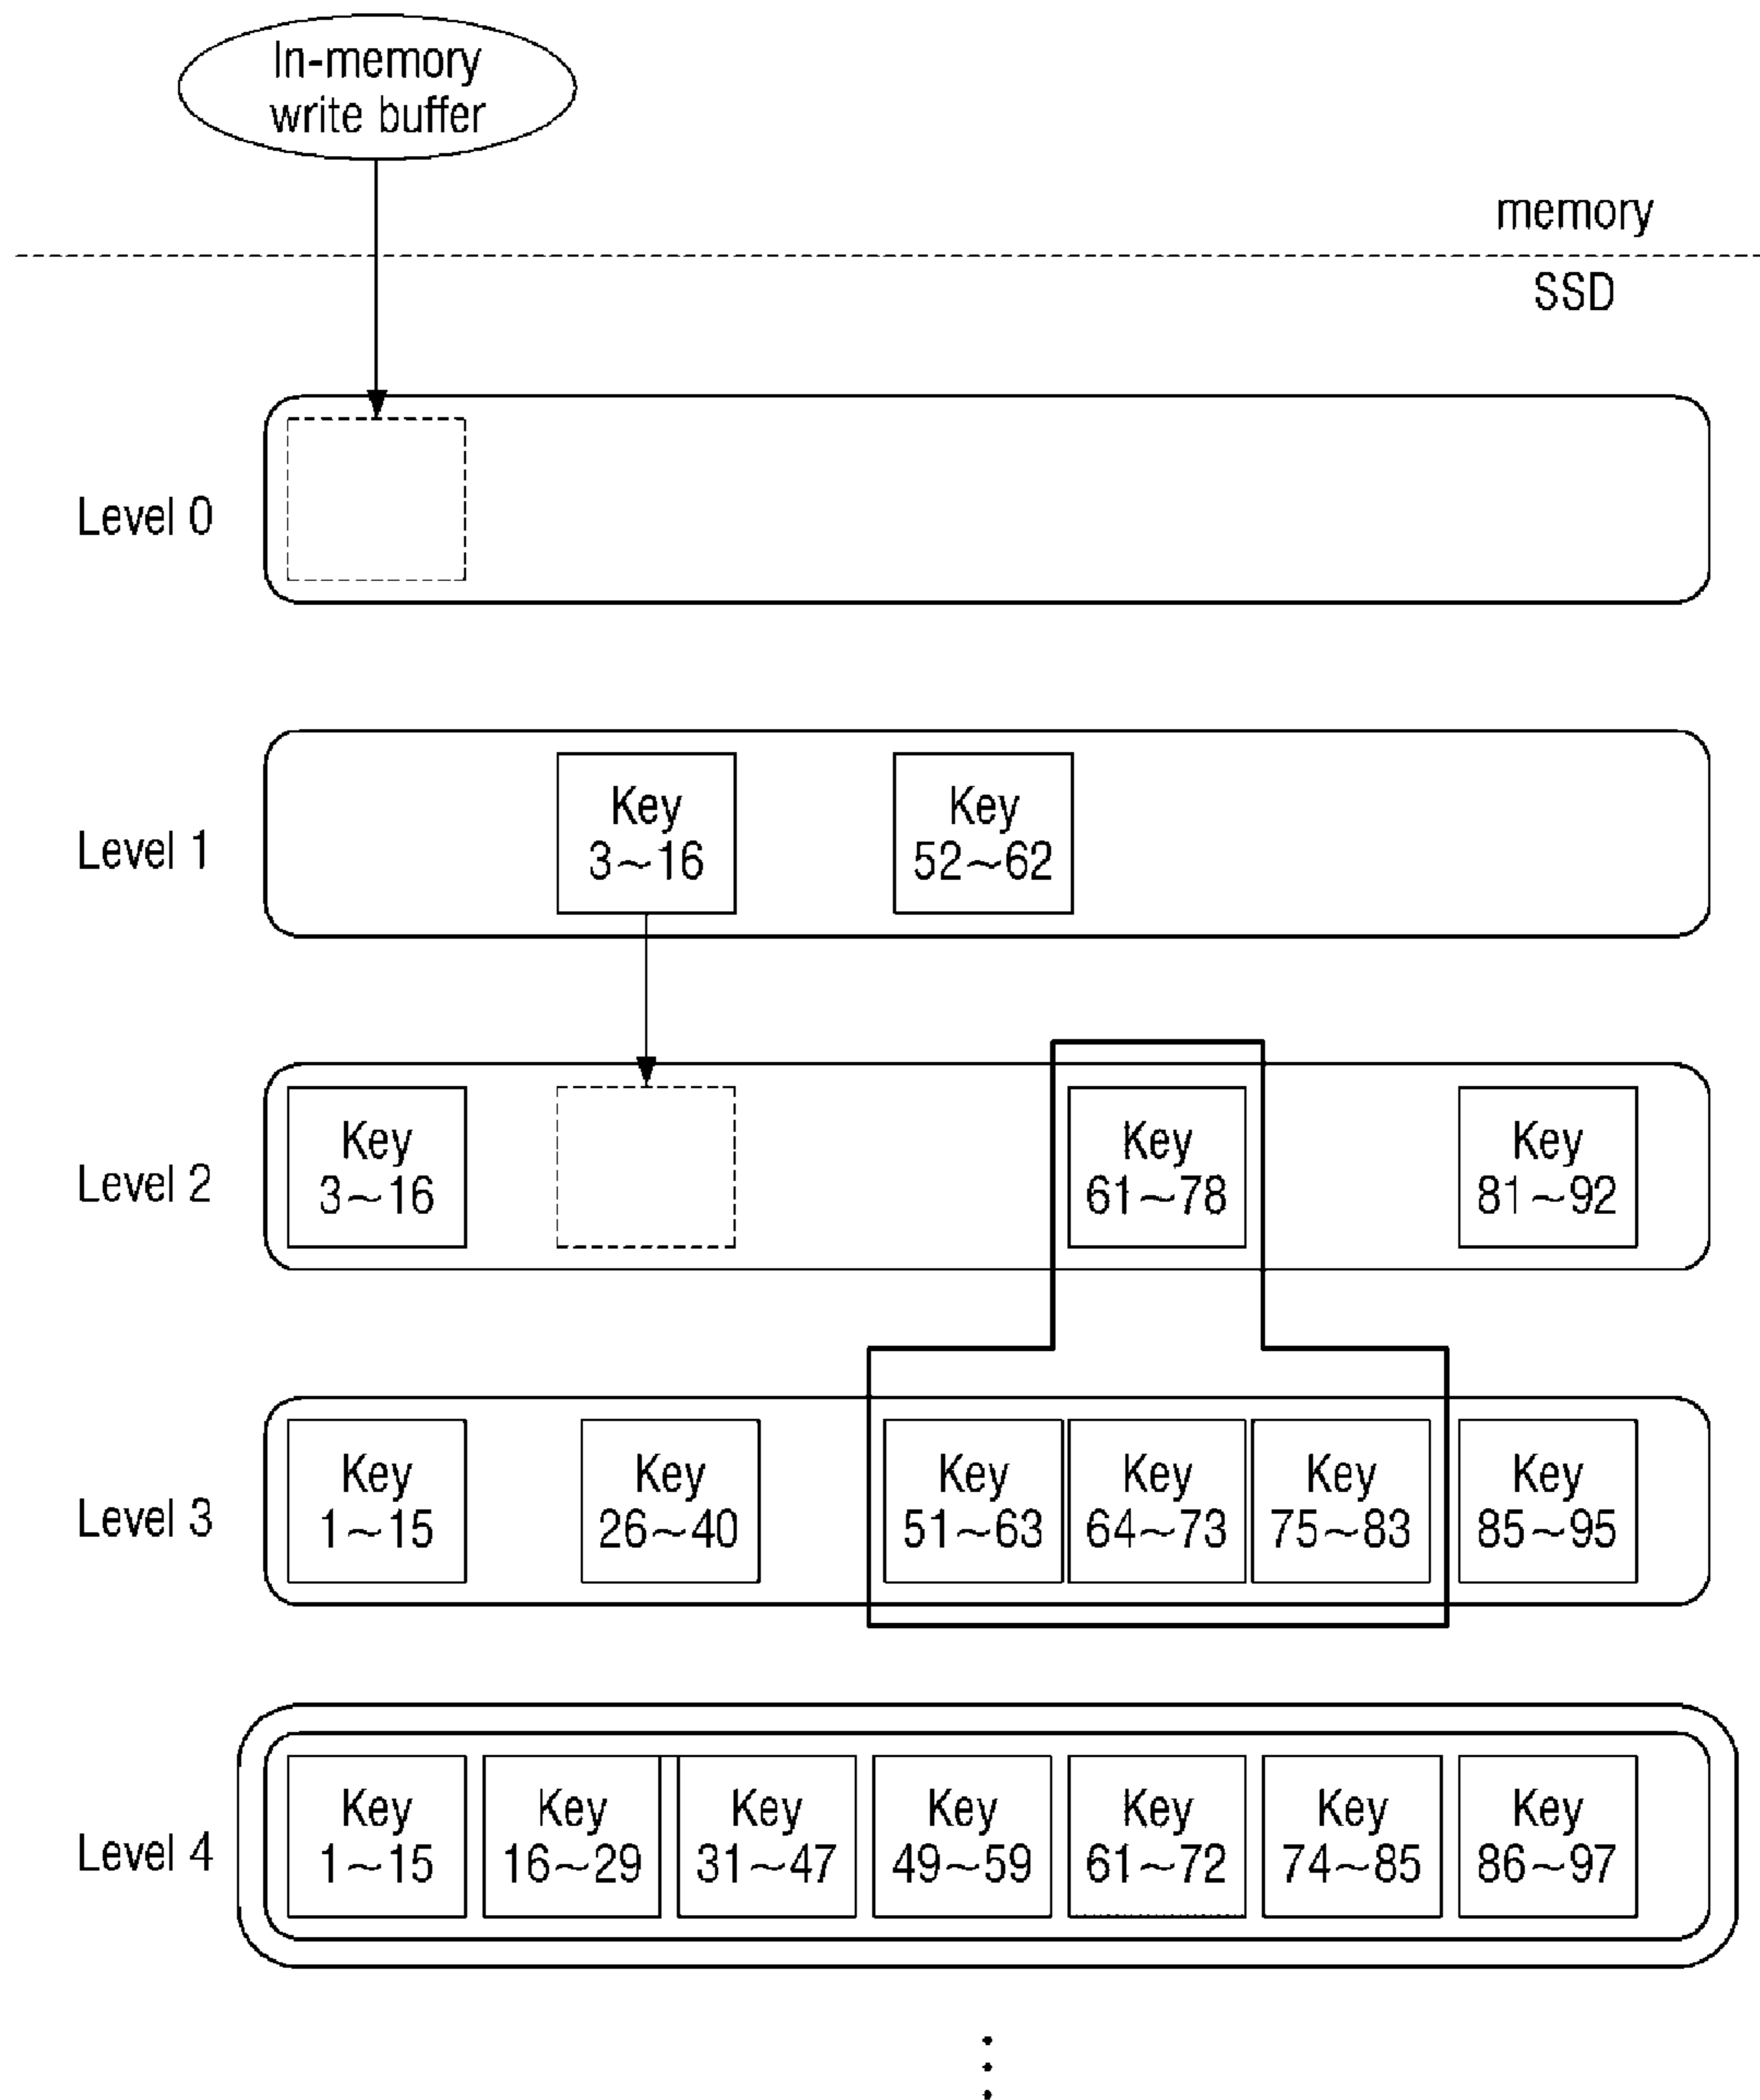 In-memory
write buffer
memory
SSD
Level 0
Level 1
Key
3~16
Key
52~62
Level 2
Key
3~16
Key
61~78
Key
81~92
Level 3
Key
1~15
Key
26~40
Key
51~63
Key
64~73
Key
75~83
Key
85~95
Level 4
Key
1~15
Key
16~29
Key
31~47
Key
49~59
Key
61~72
Key
74~85
Key
86~97